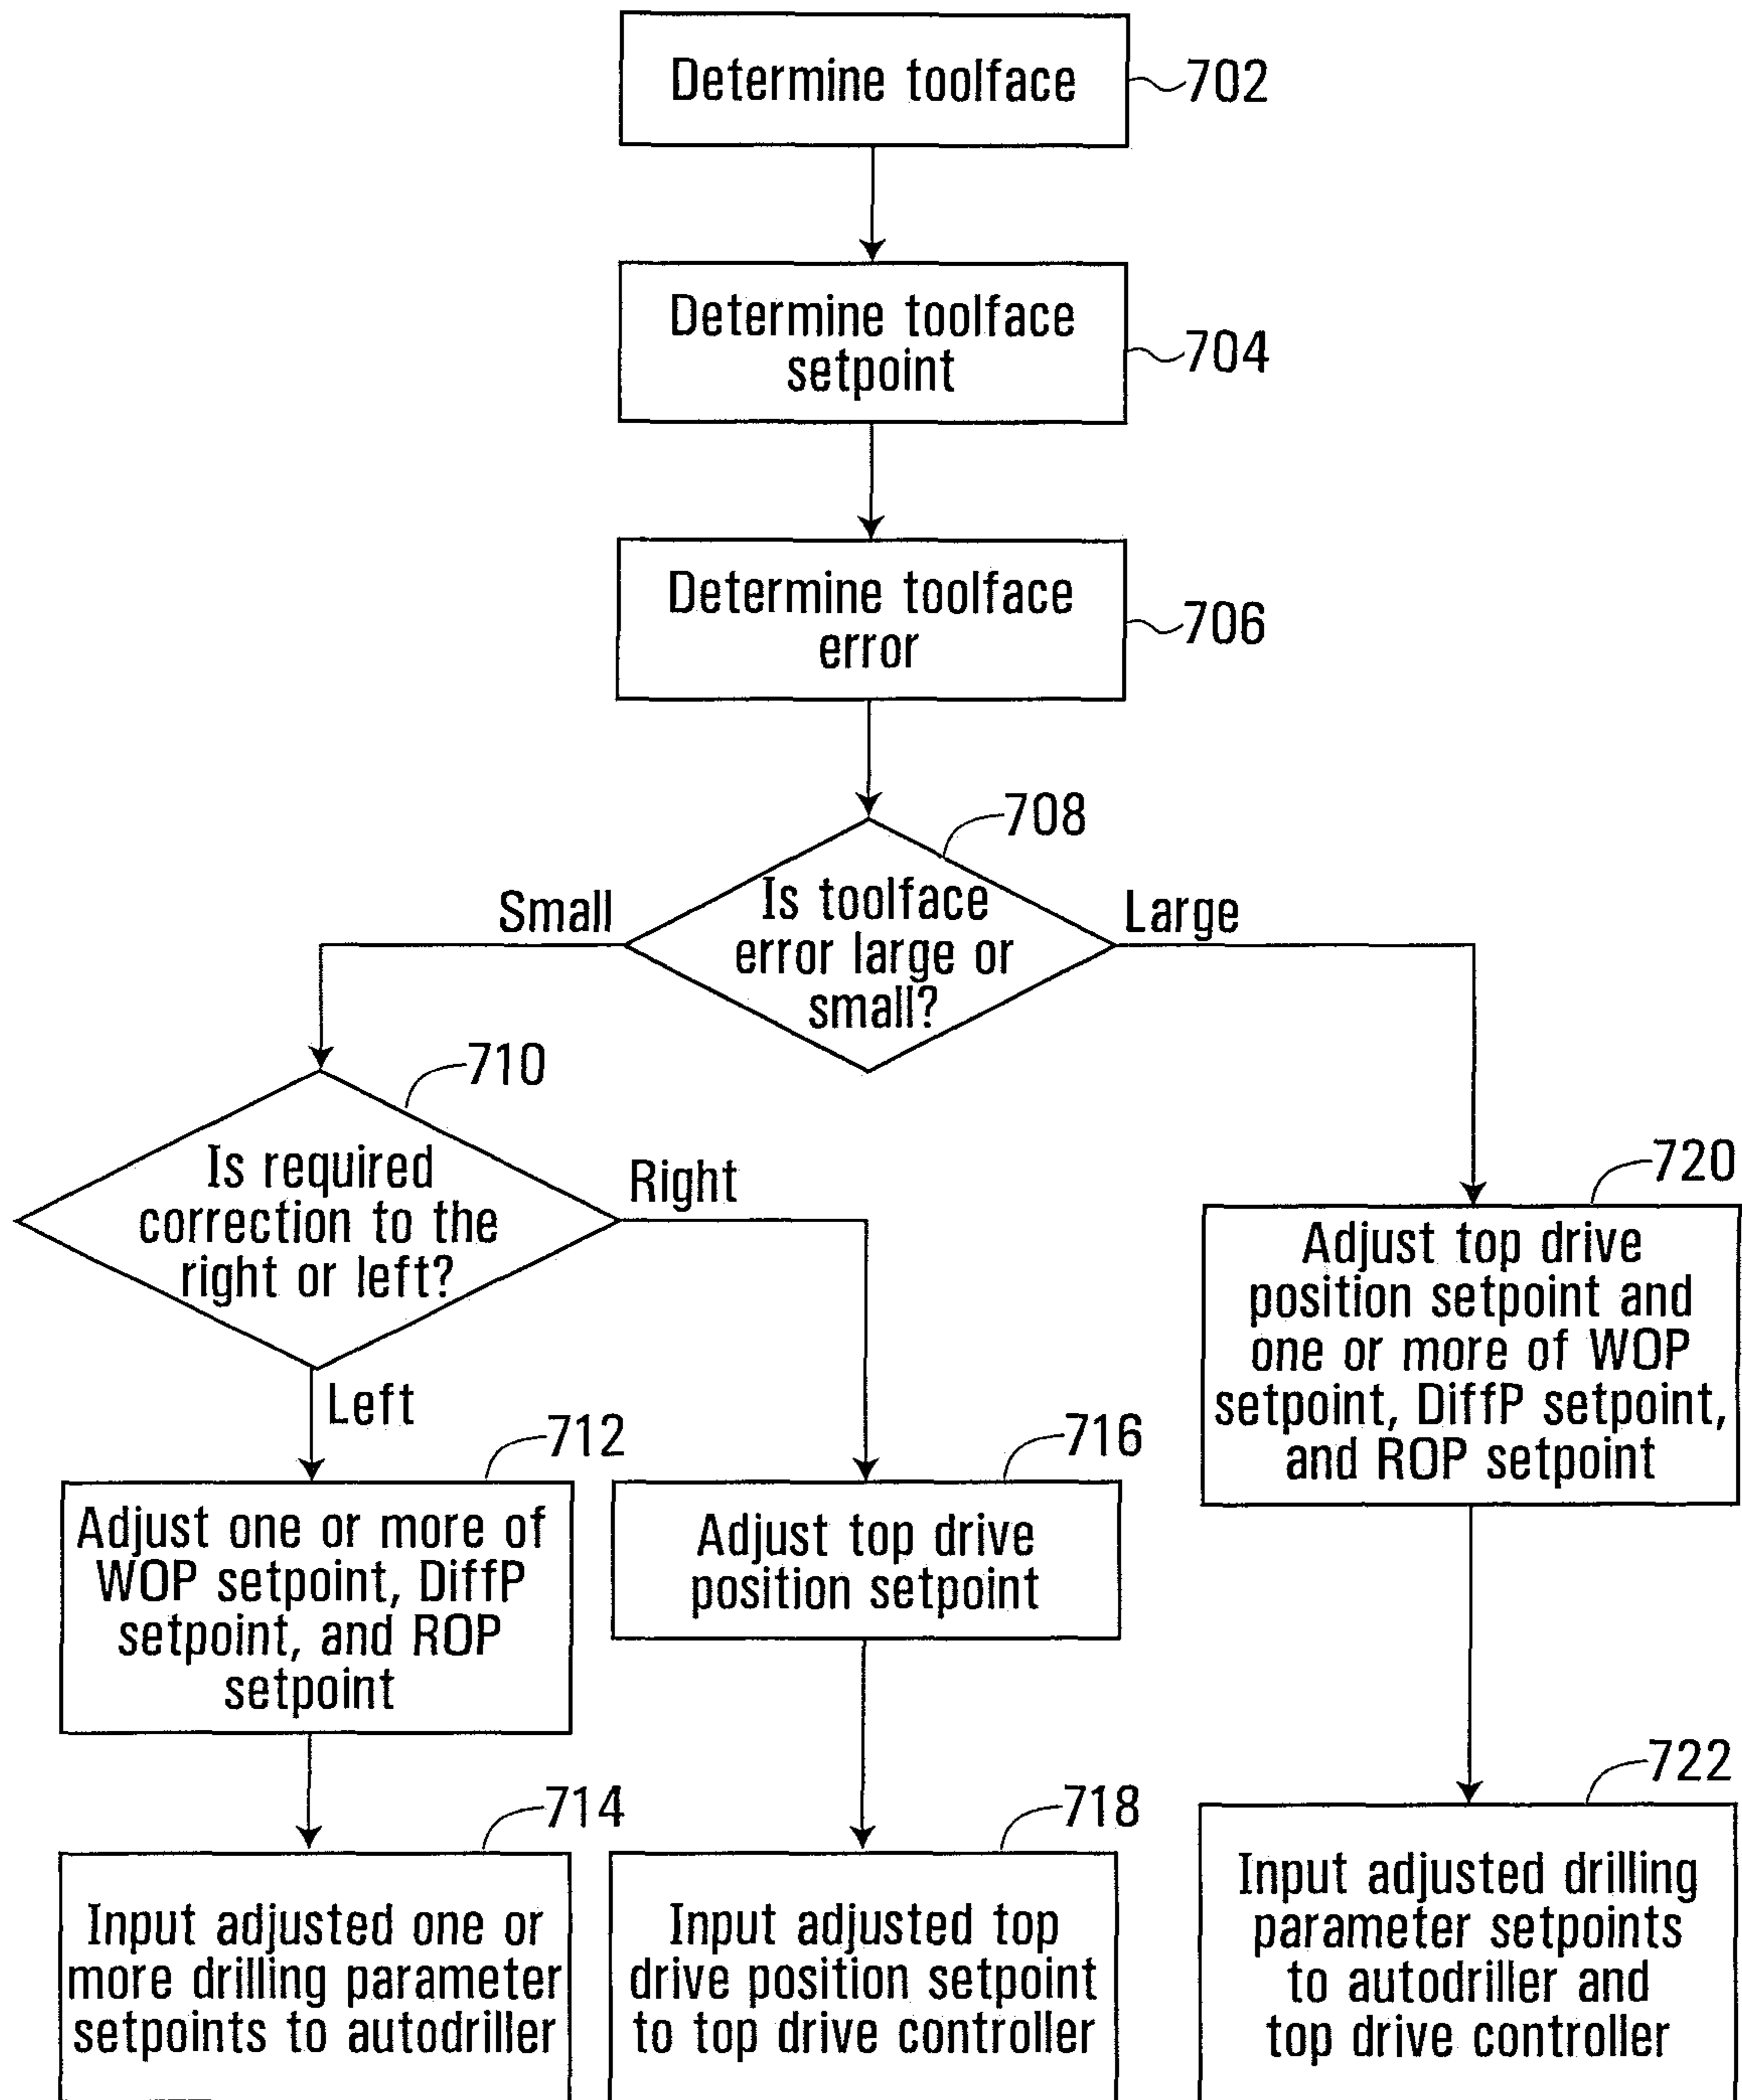 Determine toolface
702
Determine toolface
setpoint
704
Determine toolface
error
706
708
Is toolface
error large or
small?
Small
Large
710
Is required
correction to the
right or left?
Right
Left
712
Adjust one or more of
WOP setpoint, DiffP
setpoint, and ROP
setpoint
716
Adjust top drive
position setpoint
720
Adjust top drive
position setpoint and
one or more of WOP
setpoint, DiffP setpoint,
and ROP setpoint
714
Input adjusted one or
more drilling parameter
setpoints to autodriller
718
Input adjusted top
drive position setpoint
to top drive controller
722
Input adjusted drilling
parameter setpoints
to autodriller and
top drive controller